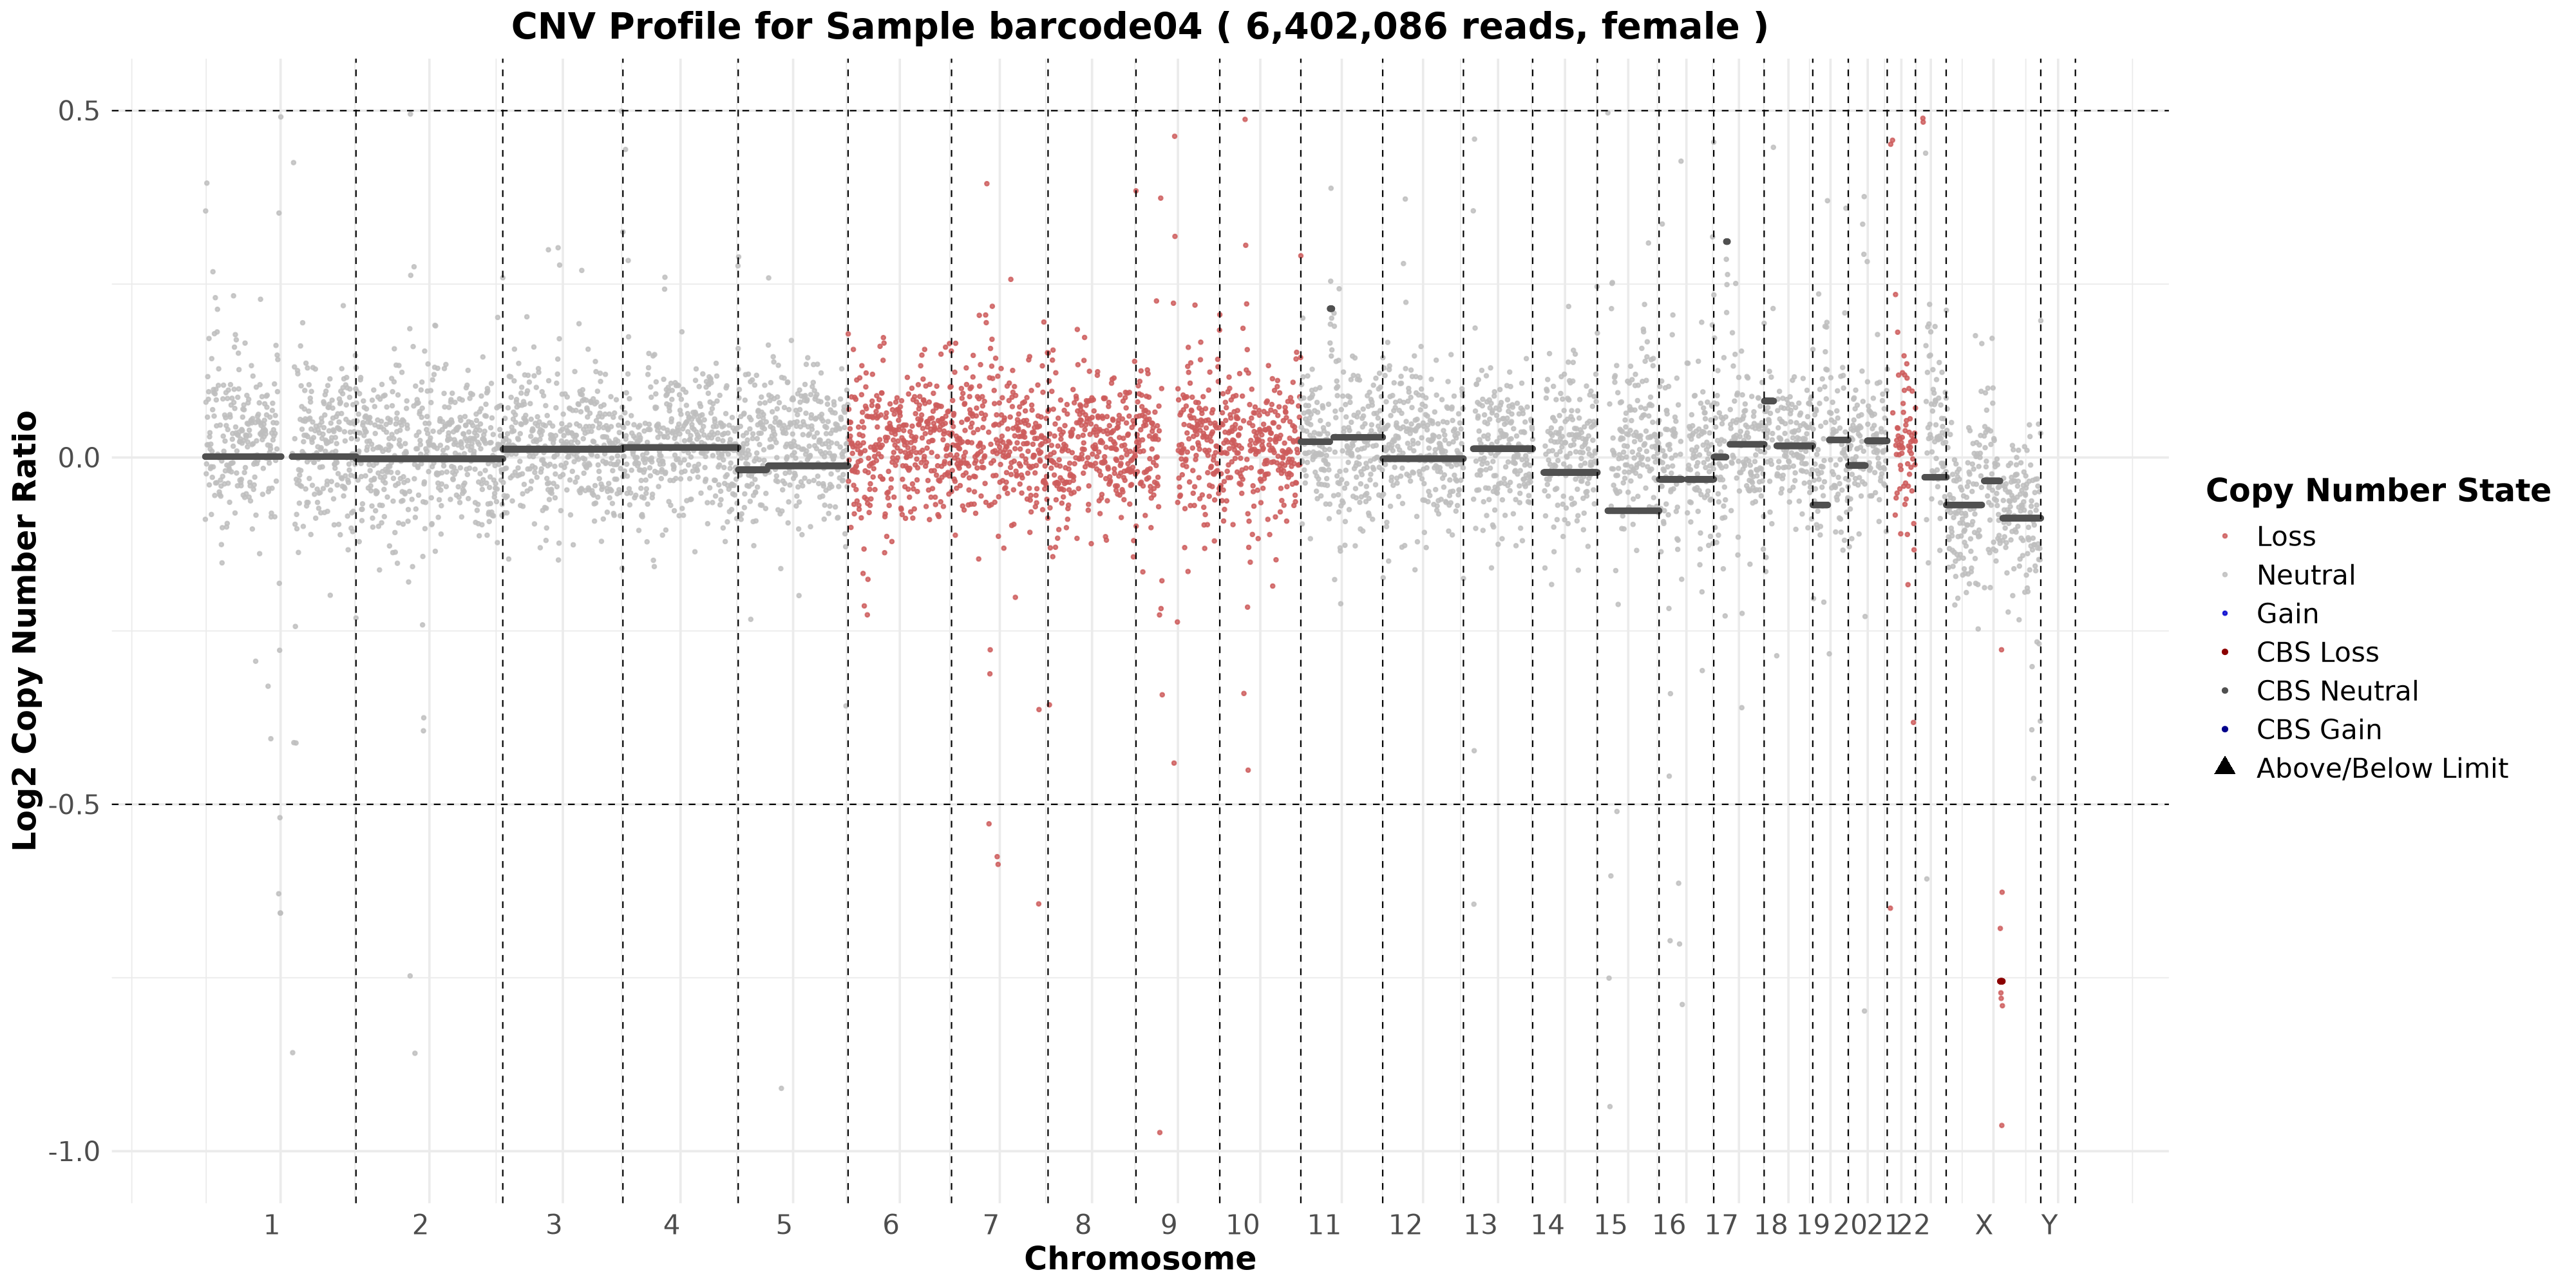 CNV Profile for Sample barcode04 ( 6,402,086 reads, female )
Log2 Copy Number Ratio
0.5
0.0
-0.5
-1.0
1 2 3 4 5 6 7 8 9 10 11 12 13 14 15 16 17 18 19 20 21 22 X Y
Chromosome
Copy Number State
Loss
Neutral
Gain
CBS Loss
CBS Neutral
CBS Gain
Above/Below Limit